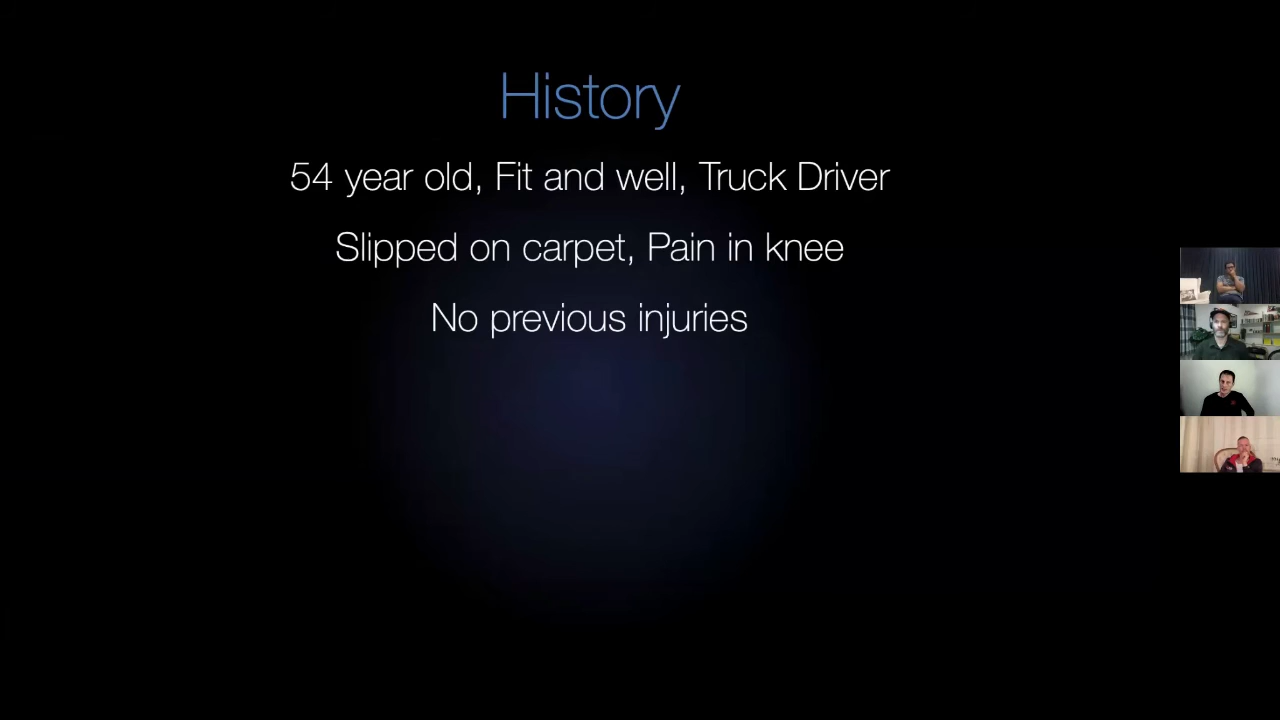 History
54 year old, Fit and well, Truck Driver
Slipped on carpet, Pain in knee
No previous injuries